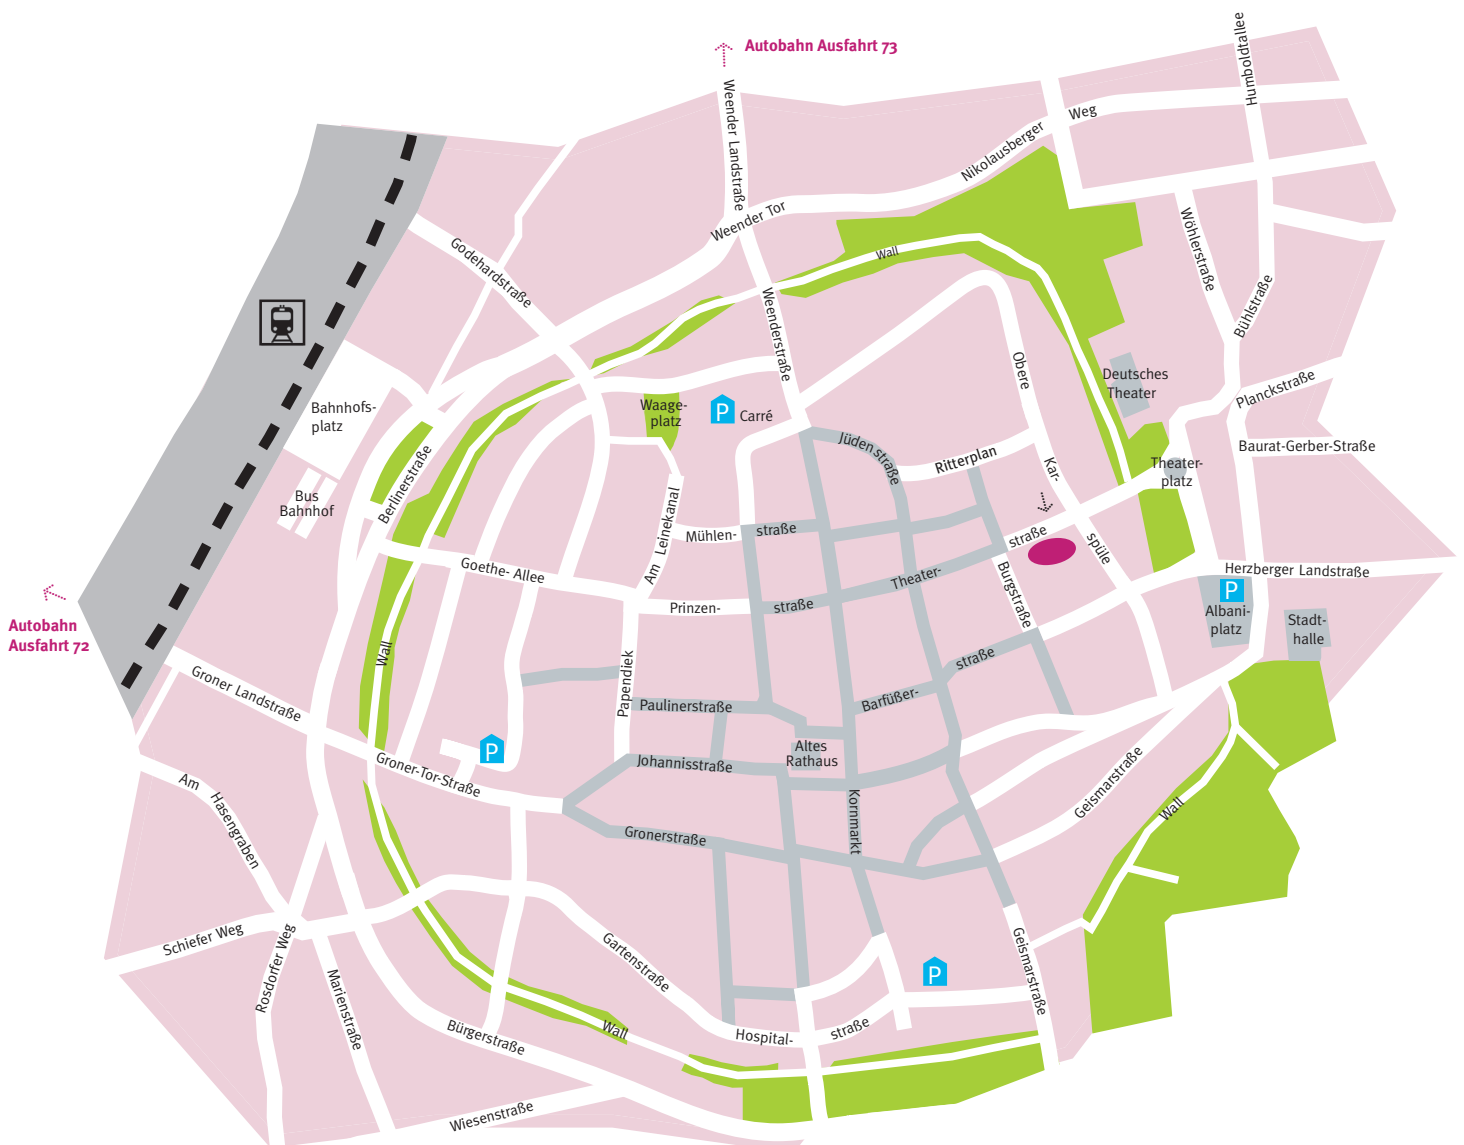 Humboldtallee
Autobahn Ausfahrt 73
Weender Landstraße
Nikolausberger
Weg
Weender Tor
Wöhlerstraße
Bühlstraße
Godehardstraße
Wall
Weenderstraße
Obere
Deutsches
Theater
Planckstraße
Bahnhofs-
platz
Waage-
platz
P
Carré
Jüden straße
Ritterplan
Kar-
Baurat-Gerber-Straße
Theater-
platz
Bus
Bahnhof
Berlinerstraße
Am Leinekanal
Mühlen-
straße
straße
spüle
Goethe- Allee
Theater-
Burgstraße
Herzberger Landstraße
Prinzen-
straße
P
Albani-
platz
Stadt-
halle
Autobahn
Ausfahrt 72
Wall
straße
Groner Landstraße
Papendiek
Paulinerstraße
Barfüßer-
Altes
Rathaus
P
Johannisstraße
Groner-Tor-Straße
Geismarstraße
Am
Hasengraben
Kornmarkt
Wall
Gronerstraße
Schiefer Weg
Rosdorfer Weg
Marienstraße
Gartenstraße
P
Geismarstraße
Bürgerstraße
Wall
Hospital-
straße
Wiesenstraße